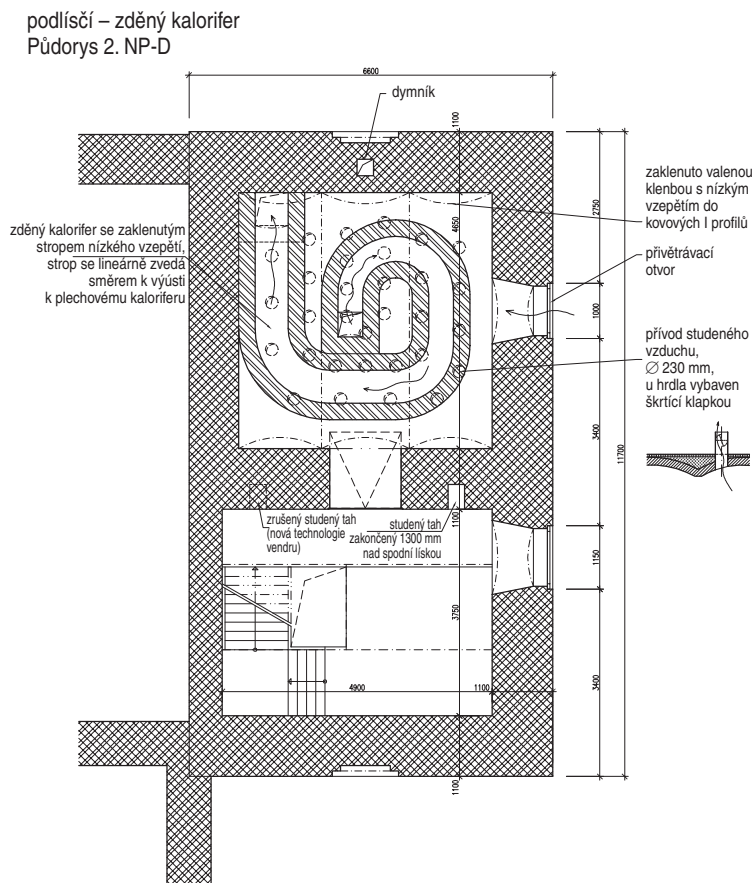 podlísčí – zděný kalorifer
Půdorys 2. NP-D
6600
dymník
1100
zaklenuto valenou
klenbou s nízkým
vzepětím do
kovových I profilů
2750
4650
zděný kalorifer se zaklenutým
stropem nízkého vzepětí,
strop se lineárně zvedá
směrem k výústi
k plechovému kaloriferu
přivětrávací
otvor
1000
přívod studeného
vzduchu,
∅ 230 mm,
u hrdla vybaven
škrtící klapkou
3400
11700
zrušený studený tah
(nová technologie
vendru)
studený tah
zakončený 1300 mm
nad spodní lískou
1100
1150
3750
3400
4900
1100
1100